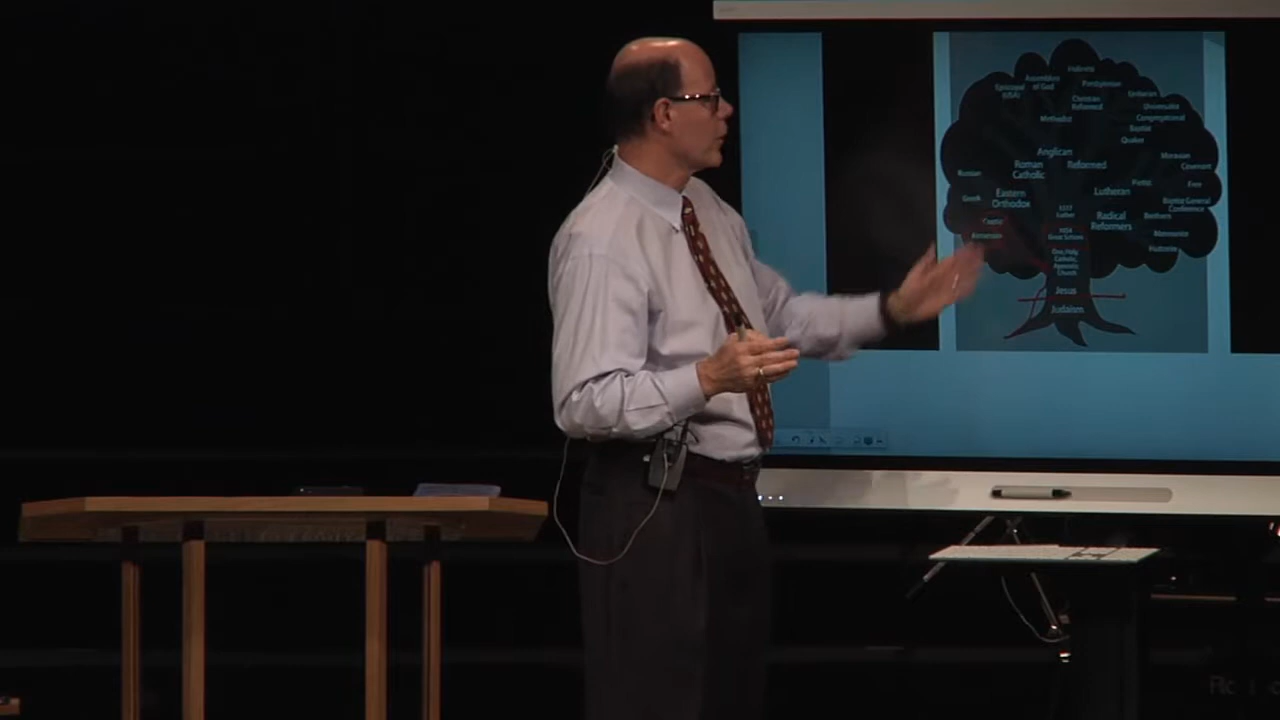 Holiness
Assemblies
of God
Episcopal
(USA)
Presbyterian
Christian
Reformed
Unitarian
Universalist
Methodist
Congregational
Baptist
Quaker
Anglican
Roman
Catholic
Reformed
Moravian
Covenant
Russian
Lutheran
Pietist
Free
Greek
Eastern
Orthodox
Baptist General
Conference
1517
Luther
Radical
Reformers
Brethren
Coptic
Armenian
1054
Great Schism
Mennonite
Hutterite
One, Holy
Catholic,
Apostolic
Church
Jesus
Judaism